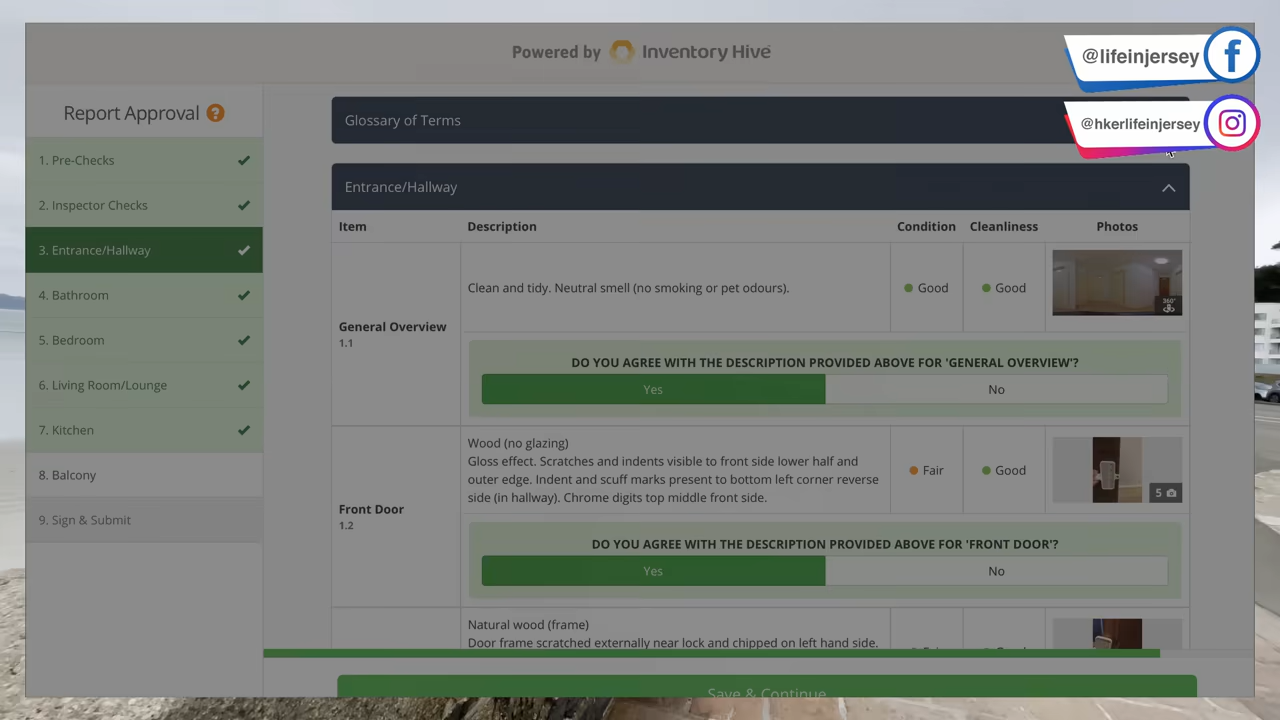 Powered by Inventory Hive
@lifeinjersey
@hkerlifeinjersey
Report Approval ?
1. Pre-Checks
2. Inspector Checks
3. Entrance/Hallway
4. Bathroom
5. Bedroom
6. Living Room/Lounge
7. Kitchen
8. Balcony
9. Sign & Submit
Glossary of Terms
Entrance/Hallway
Item Description Condition Cleanliness Photos
General Overview
1.1
Clean and tidy. Neutral smell (no smoking or pet odours).
Good Good
360°
DO YOU AGREE WITH THE DESCRIPTION PROVIDED ABOVE FOR 'GENERAL OVERVIEW'?
Yes No
Front Door
1.2
Wood (no glazing)
Gloss effect. Scratches and indents visible to front side lower half and
outer edge. Indent and scuff marks present to bottom left corner reverse
side (in hallway). Chrome digits top middle front side.
Fair Good
5
DO YOU AGREE WITH THE DESCRIPTION PROVIDED ABOVE FOR 'FRONT DOOR'?
Yes No
Natural wood (frame)
Door frame scratched externally near lock and chipped on left hand side.
Fair Good
Save & Continue